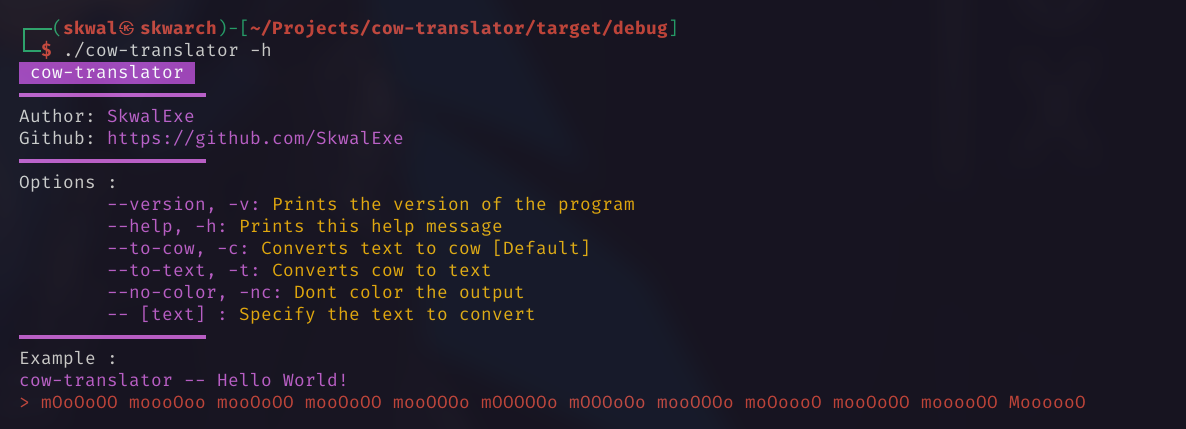 ┌──(skwal㉿skwarch)-[~/Projects/cow-translator/target/debug]
└─$ ./cow-translator -h
cow-translator
Author: SkwalExe
Github: https://github.com/SkwalExe
Options :
--version, -v: Prints the version of the program
--help, -h: Prints this help message
--to-cow, -c: Converts text to cow [Default]
--to-text, -t: Converts cow to text
--no-color, -nc: Dont color the output
-- [text] : Specify the text to convert
Example :
cow-translator -- Hello World!
> mOoOoOO moooOoo mooOoOO mooOoOO mooOOOo mOOOOOo mOOOoOo mooOOOo moOoooO mooOoOO mooooOO MoooooO